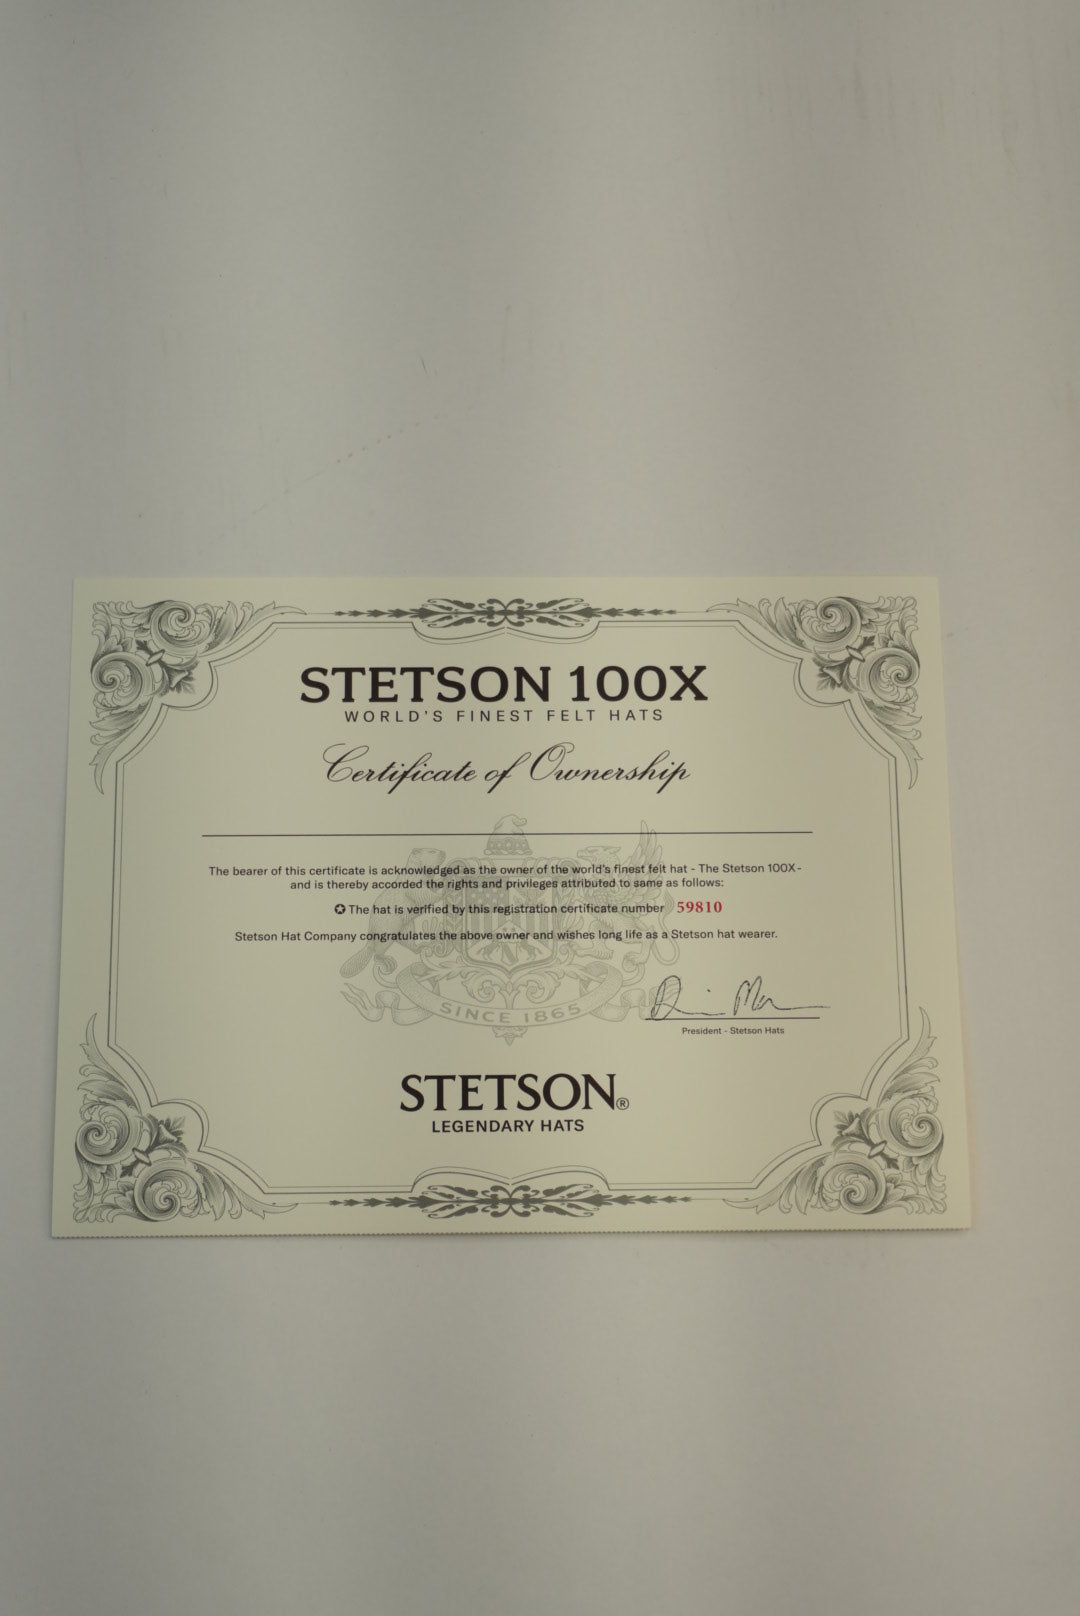 STETSON 100X
WORLD'S FINEST FELT HATS
Certificate of Ownership
The bearer of this certificate is acknowledged as the owner of the world's finest felt hat - The Stetson 100X-
and is thereby accorded the rights and privileges attributed to same as follows:
✪ The hat is verified by this registration certificate number 59810
Stetson Hat Company congratulates the above owner and wishes long life as a Stetson hat wearer.
SINCE 1865
President - Stetson Hats
STETSON®
LEGENDARY HATS